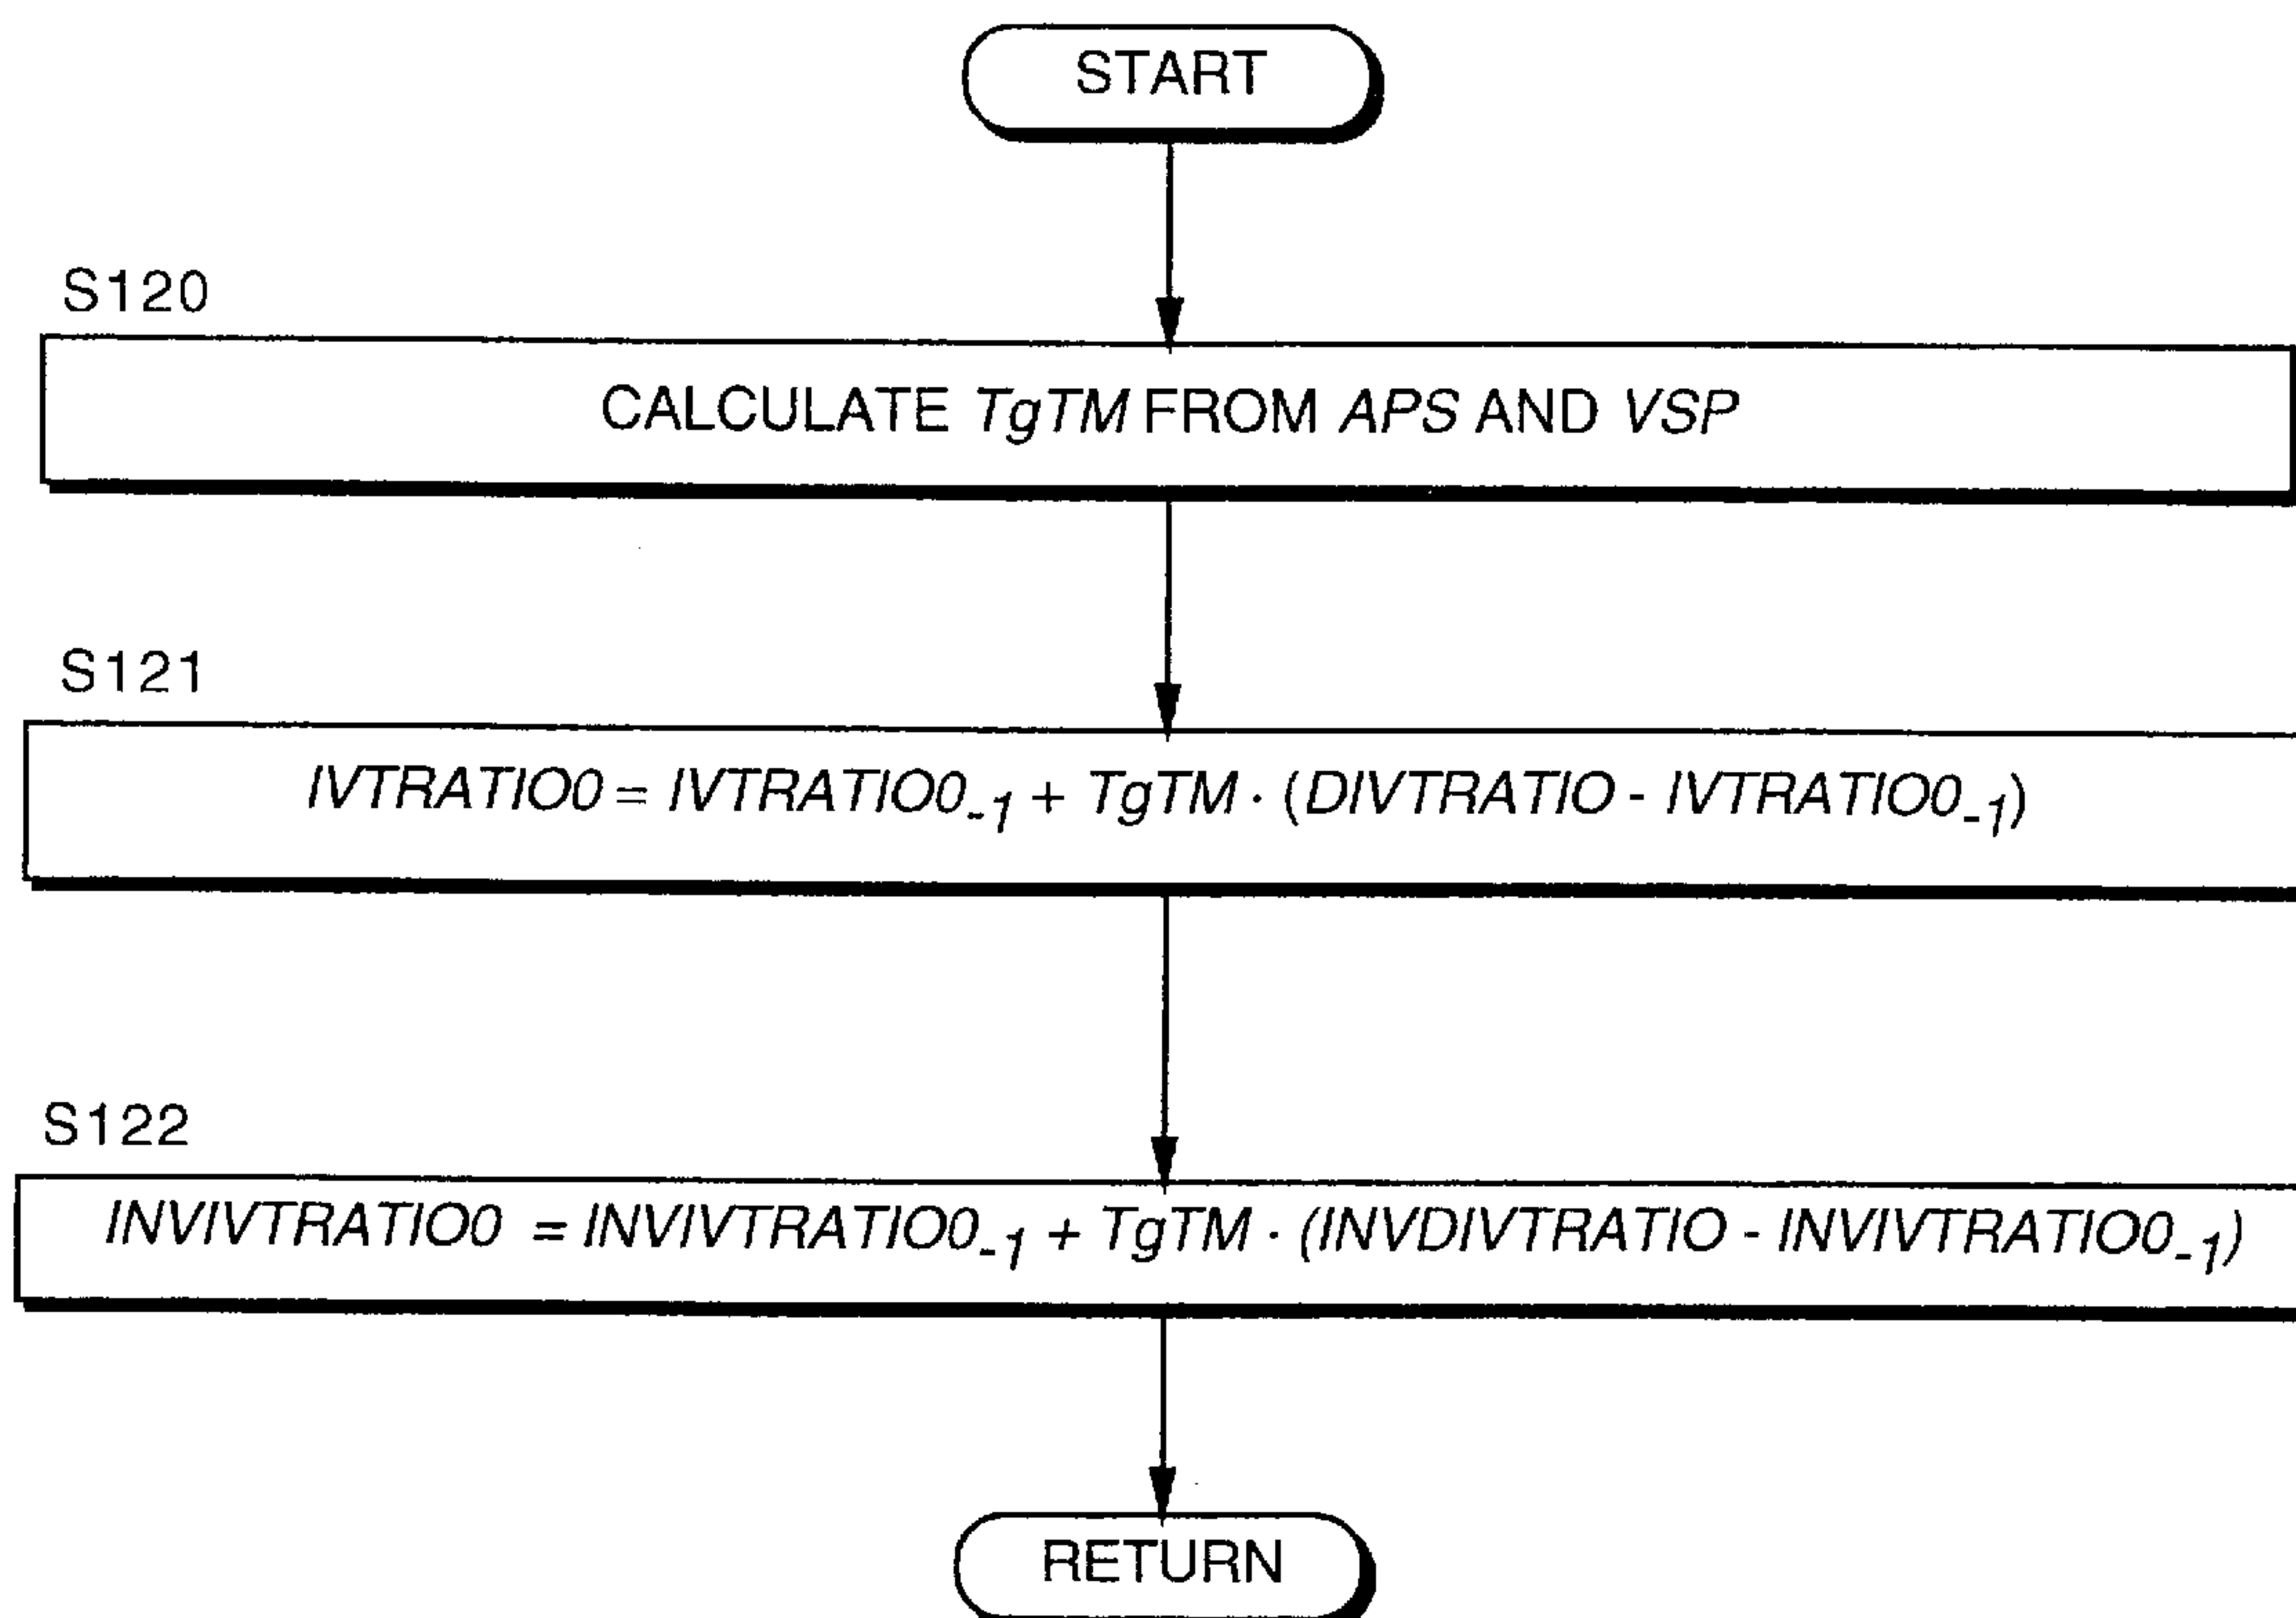 START
S120
CALCULATE TgTM FROM APS AND VSP
S121
IVTRATIO0 = IVTRATIO0-1 + TgTM · (DIVTRATIO - IVTRATIO0-1)
S122
INVIVTRATIO0 = INVIVTRATIO0-1 + TgTM · (INVDIVTRATIO - INVIVTRATIO0-1)
RETURN